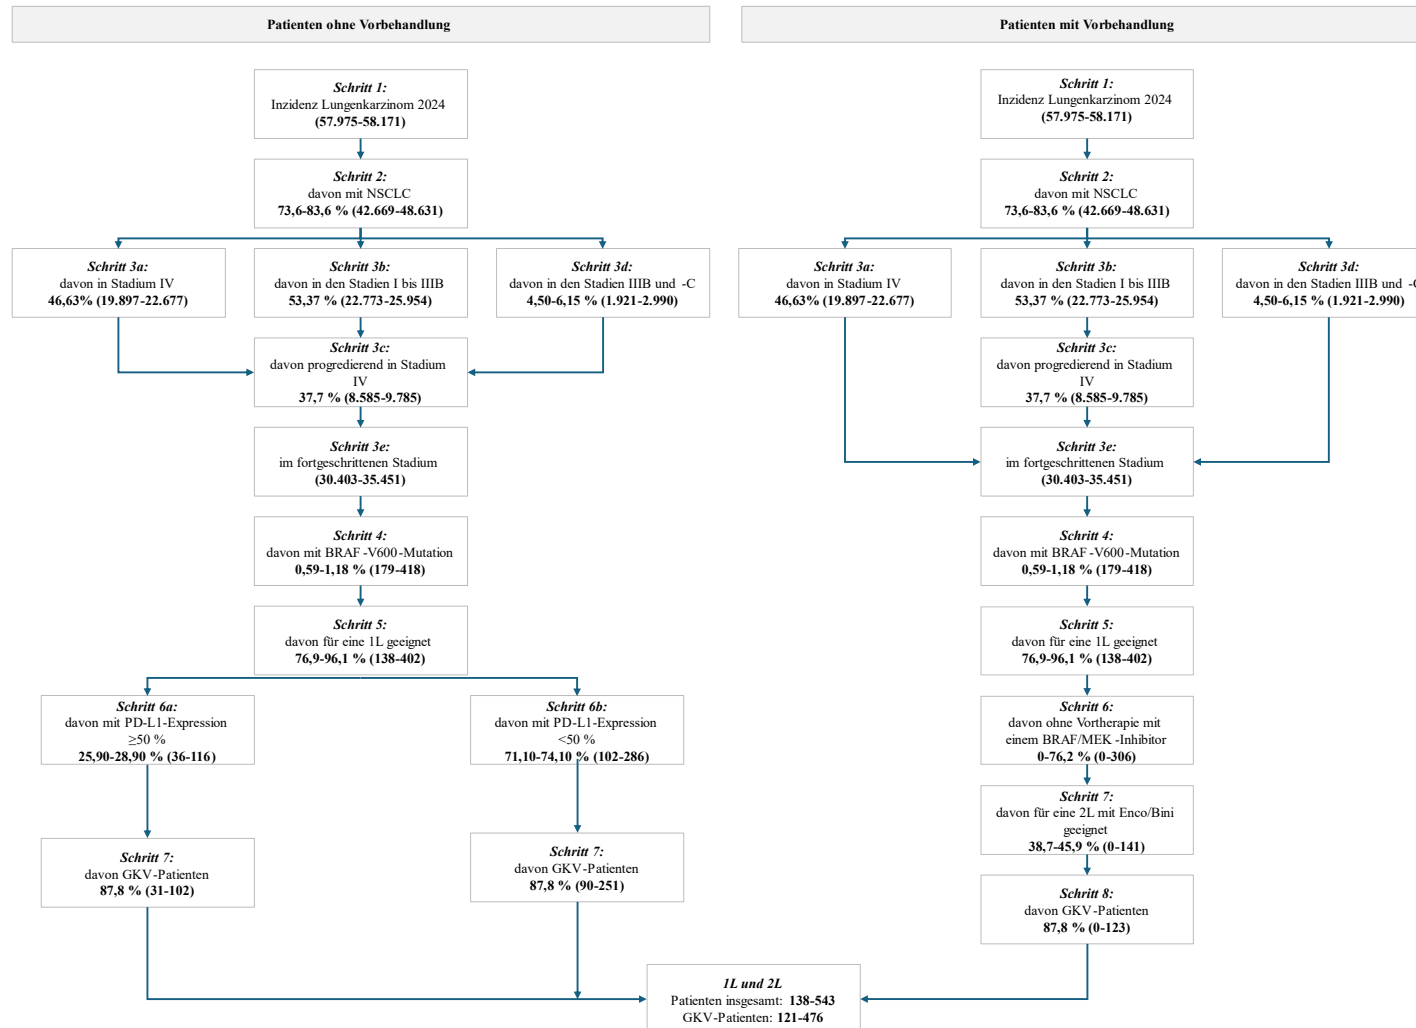 Patienten ohne Vorbehandlung
Schritt 1:
Inzidenz Lungenkarzinom 2024
(57.975-58.171)
Schritt 2:
davon mit NSCLC
73,6-83,6 % (42.669-48.631)
Schritt 3a:
davon in Stadium IV
46,63% (19.897-22.677)
Schritt 3b:
davon in den Stadien I bis IIIB
53,37 % (22.773-25.954)
Schritt 3d:
davon in den Stadien IIIB und -C
4,50-6,15 % (1.921-2.990)
Schritt 3c:
davon progredierend in Stadium
IV
37,7 % (8.585-9.785)
Schritt 3e:
im fortgeschrittenen Stadium
(30.403-35.451)
Schritt 4:
davon mit BRAF-V600-Mutation
0,59-1,18 % (179-418)
Schritt 5:
davon für eine 1L geeignet
76,9-96,1 % (138-402)
Schritt 6a:
davon mit PD-L1-Expression
≥50 %
25,90-28,90 % (36-116)
Schritt 6b:
davon mit PD-L1-Expression
<50 %
71,10-74,10 % (102-286)
Schritt 7:
davon GKV-Patienten
87,8 % (31-102)
Schritt 7:
davon GKV-Patienten
87,8 % (90-251)
Patienten mit Vorbehandlung
Schritt 1:
Inzidenz Lungenkarzinom 2024
(57.975-58.171)
Schritt 2:
davon mit NSCLC
73,6-83,6 % (42.669-48.631)
Schritt 3a:
davon in Stadium IV
46,63% (19.897-22.677)
Schritt 3b:
davon in den Stadien I bis IIIB
53,37 % (22.773-25.954)
Schritt 3d:
davon in den Stadien IIIB und -C
4,50-6,15 % (1.921-2.990)
Schritt 3c:
davon progredierend in Stadium
IV
37,7 % (8.585-9.785)
Schritt 3e:
im fortgeschrittenen Stadium
(30.403-35.451)
Schritt 4:
davon mit BRAF-V600-Mutation
0,59-1,18 % (179-418)
Schritt 5:
davon für eine 1L geeignet
76,9-96,1 % (138-402)
Schritt 6:
davon ohne Vortherapie mit
einem BRAF/MEK-Inhibitor
0-76,2 % (0-306)
Schritt 7:
davon für eine 2L mit Enco/Bini
geeignet
38,7-45,9 % (0-141)
Schritt 8:
davon GKV-Patienten
87,8 % (0-123)
1L und 2L
Patienten insgesamt: 138-543
GKV-Patienten: 121-476